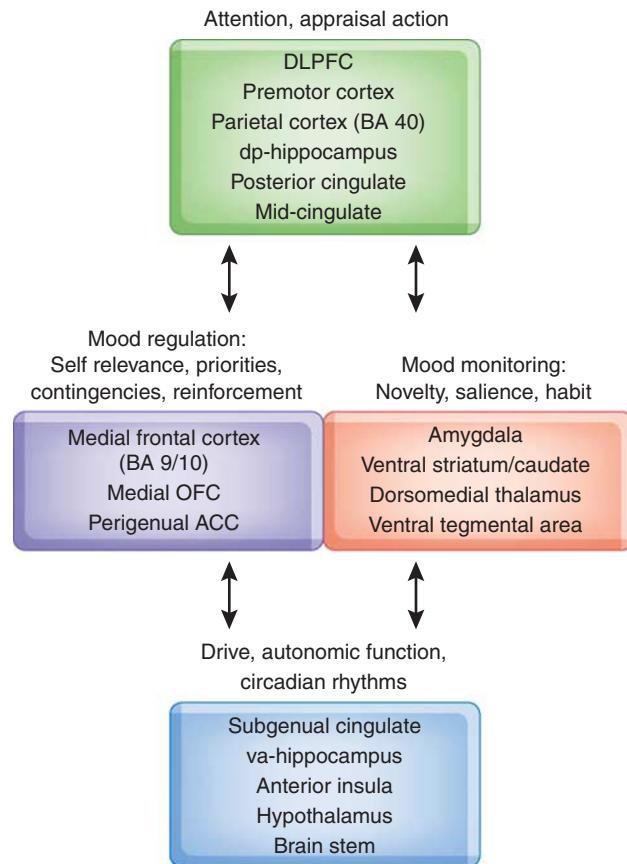 Attention, appraisal action
DLPFC
Premotor cortex
Parietal cortex (BA 40)
dp-hippocampus
Posterior cingulate
Mid-cingulate
Mood regulation:
Self relevance, priorities,
contingencies, reinforcement
Medial frontal cortex
(BA 9/10)
Medial OFC
Perigenual ACC
Mood monitoring:
Novelty, salience, habit
Amygdala
Ventral striatum/caudate
Dorsomedial thalamus
Ventral tegmental area
Drive, autonomic function,
circadian rhythms
Subgenual cingulate
va-hippocampus
Anterior insula
Hypothalamus
Brain stem